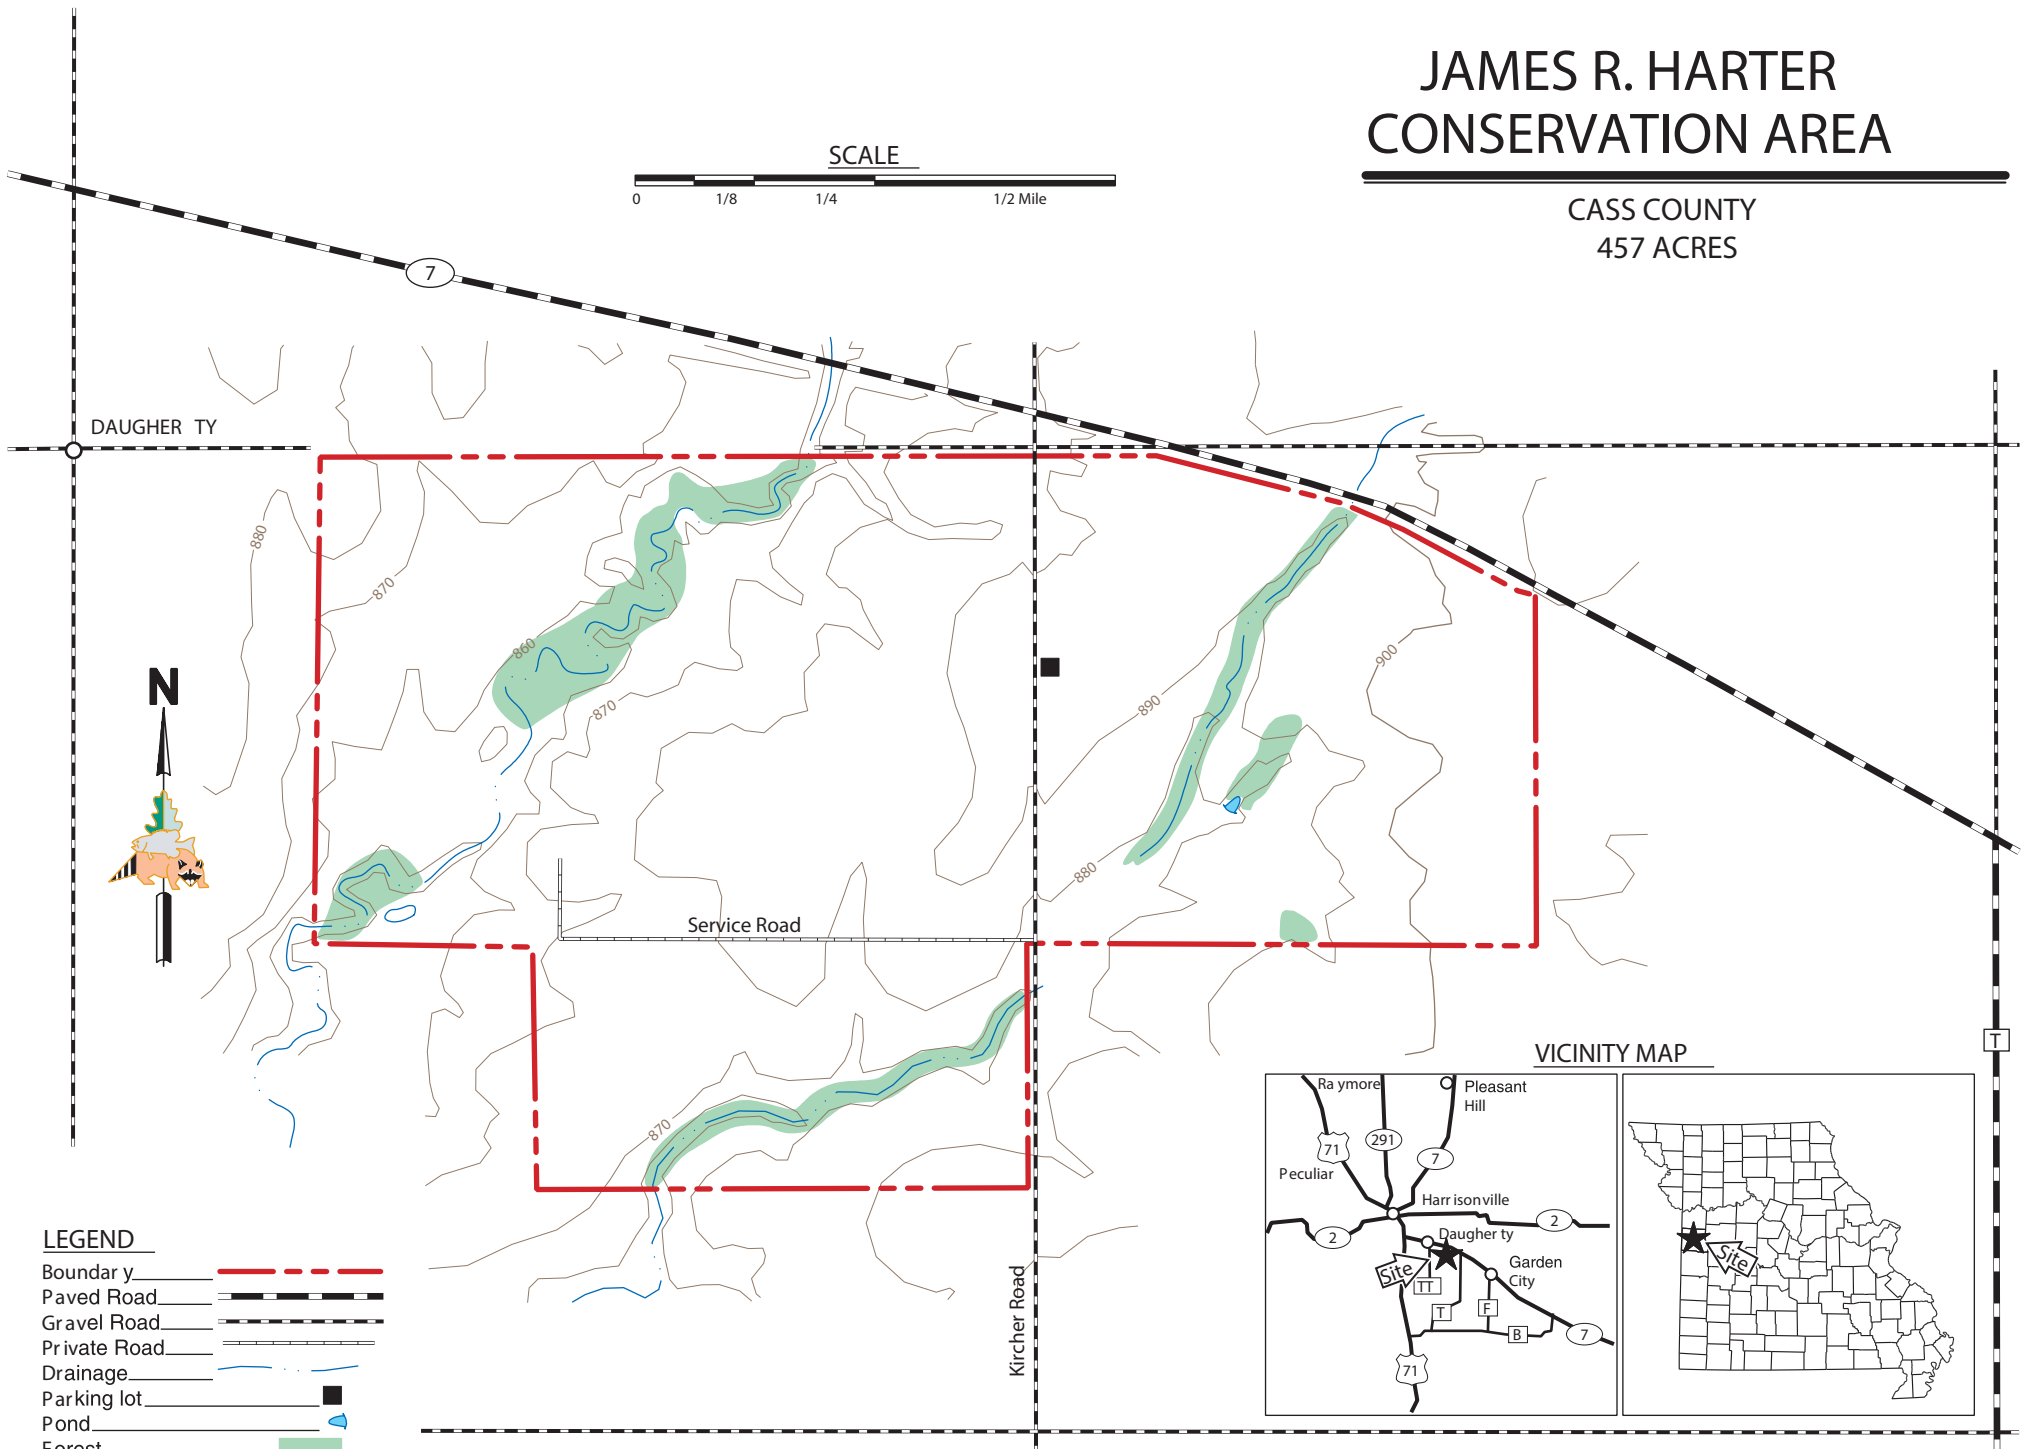 JAMES R. HARTER
CONSERVATION AREA
CASS COUNTY
457 ACRES
SCALE
0 1/8 1/4 1/2 Mile
7
DAUGHER TY
880
870
860
870
890
900
880
N
Service Road
870
Kircher Road
T
VICINITY MAP
Ra ymore
Pleasant
Hill
71
291
7
Peculiar
Harr isonville
2
2
Daugher ty
Site
TT
Garden
City
T
F
B
7
71
Site
LEGEND
Boundar y
Paved Road
Gravel Road
Private Road
Drainage
Parking lot
Pond
Forest